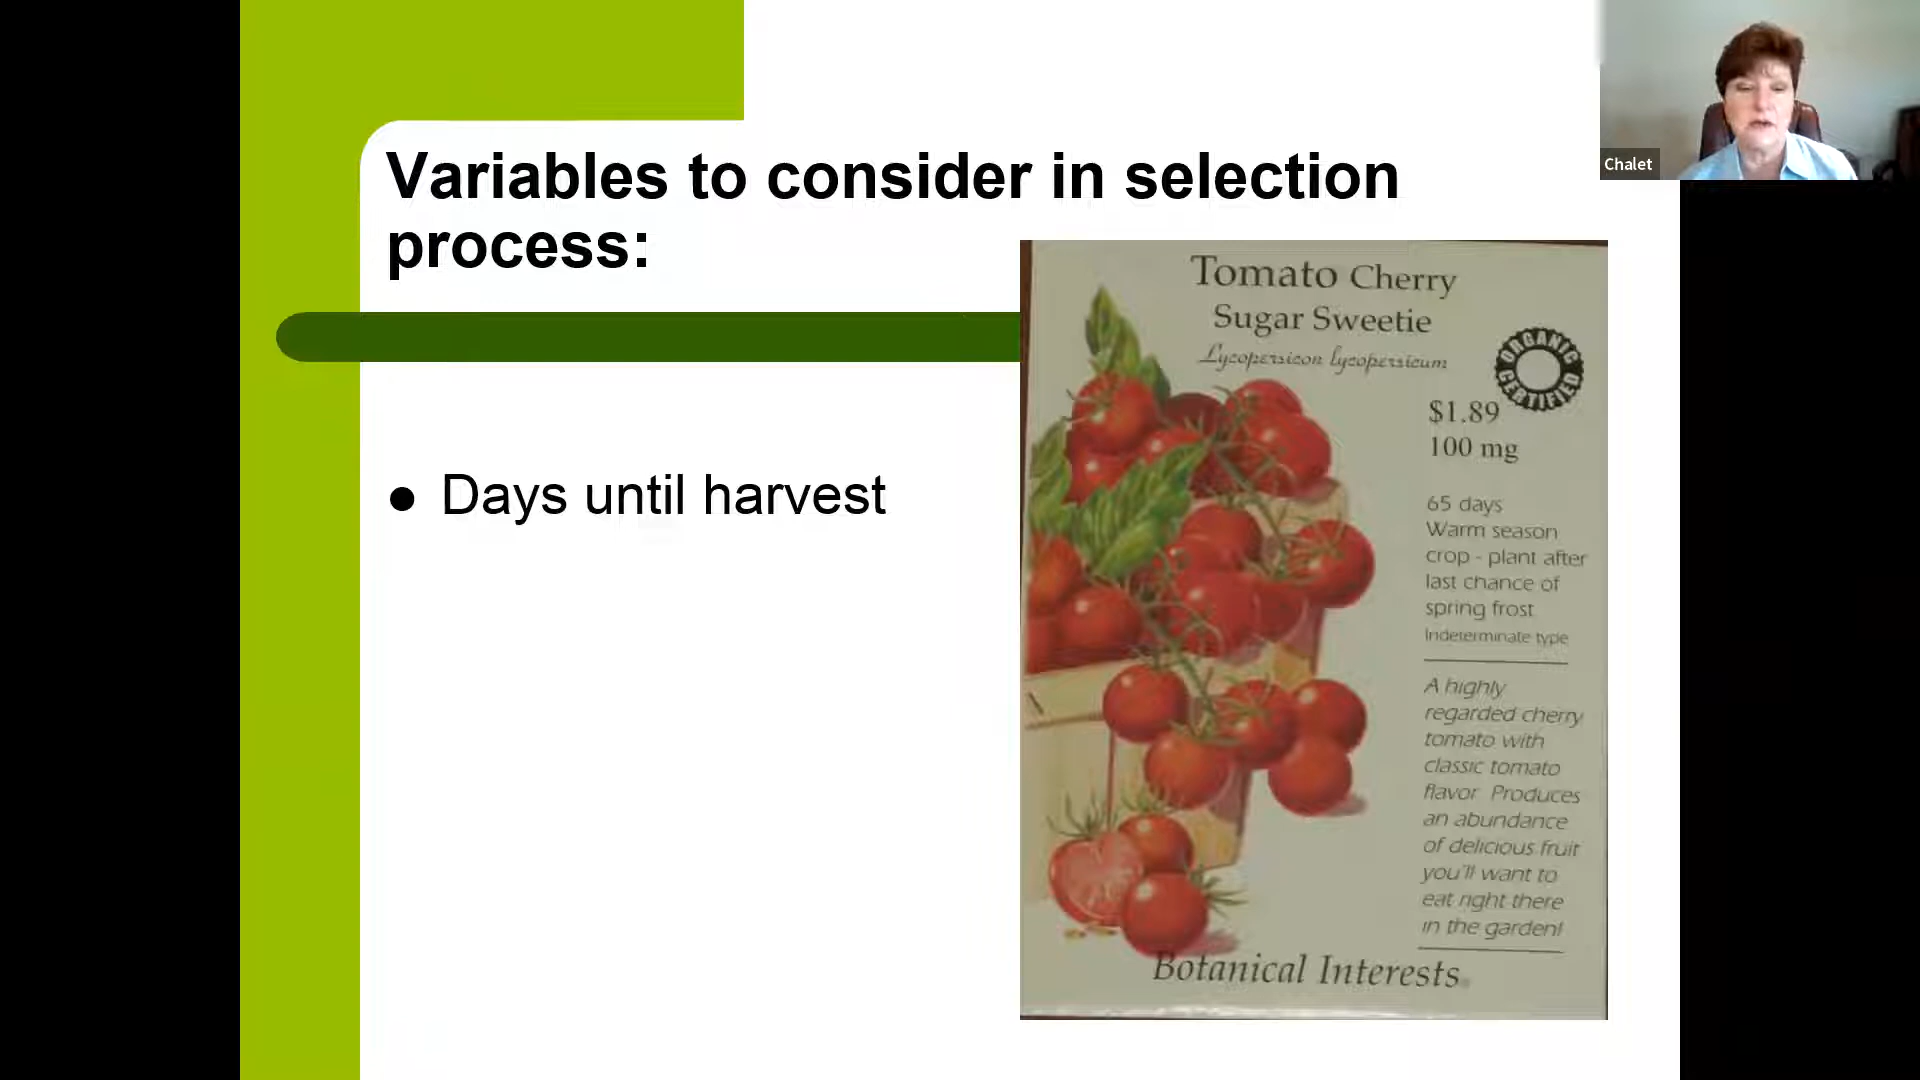 Variables to consider in selection
process:
Days until harvest
Tomato Cherry
Sugar Sweetie
Lycopersicon lycopersicum
ORGANIC
CERTIFIED
$1.89
100 mg
65 days
Warm season
crop - plant after
last chance of
spring frost
Indeterminate type
A highly
regarded cherry
tomato with
classic tomato
flavor. Produces
an abundance
of delicious fruit
you'll want to
eat right there
in the garden!
Botanical Interests
Chalet